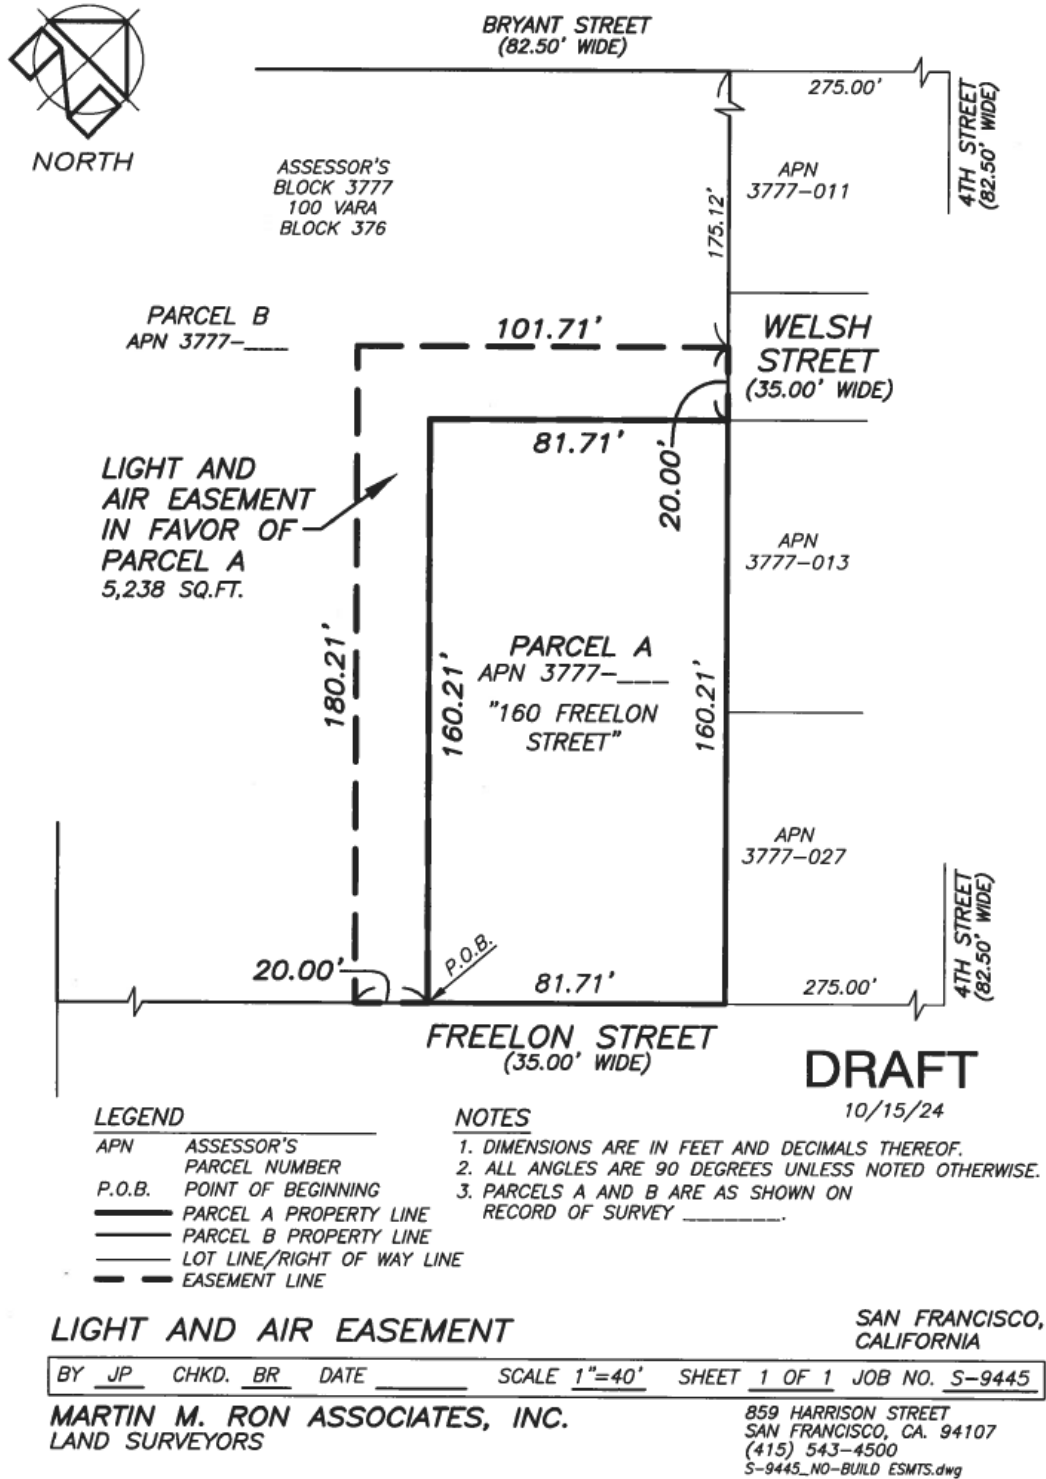 BRYANT STREET
(82.50' WIDE)
275.00'
4TH STREET
(82.50' WIDE)
NORTH
ASSESSOR'S
BLOCK 3777
100 VARA
BLOCK 376
APN
3777-011
175.12'
PARCEL B
APN 3777-___
101.71'
WELSH
STREET
(35.00' WIDE)
81.71'
20.00'
LIGHT AND
AIR EASEMENT
IN FAVOR OF
PARCEL A
5,238 SQ.FT.
APN
3777-013
180.21'
160.21'
PARCEL A
APN 3777-___
"160 FREELON
STREET"
160.21'
APN
3777-027
4TH STREET
(82.50' WIDE)
20.00'
P.O.B.
81.71'
275.00'
FREELON STREET
(35.00' WIDE)
DRAFT
10/15/24
LEGEND
APN ASSESSOR'S
PARCEL NUMBER
P.O.B. POINT OF BEGINNING
PARCEL A PROPERTY LINE
PARCEL B PROPERTY LINE
LOT LINE/RIGHT OF WAY LINE
EASEMENT LINE
NOTES
1. DIMENSIONS ARE IN FEET AND DECIMALS THEREOF.
2. ALL ANGLES ARE 90 DEGREES UNLESS NOTED OTHERWISE.
3. PARCELS A AND B ARE AS SHOWN ON
RECORD OF SURVEY ________.
LIGHT AND AIR EASEMENT
SAN FRANCISCO,
CALIFORNIA
BY JP CHKD. BR DATE ________ SCALE 1"=40' SHEET 1 OF 1 JOB NO. S-9445
MARTIN M. RON ASSOCIATES, INC.
LAND SURVEYORS
859 HARRISON STREET
SAN FRANCISCO, CA. 94107
(415) 543-4500
S-9445_NO-BUILD ESMTS.dwg